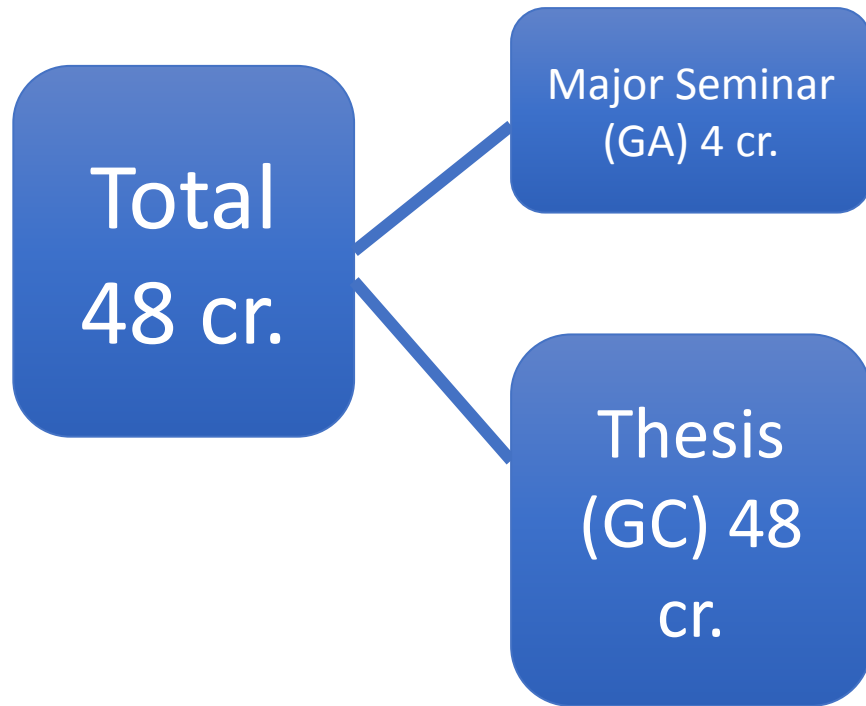 Total
48 cr.
Major Seminar
(GA) 4 cr.
Thesis
(GC) 48
cr.